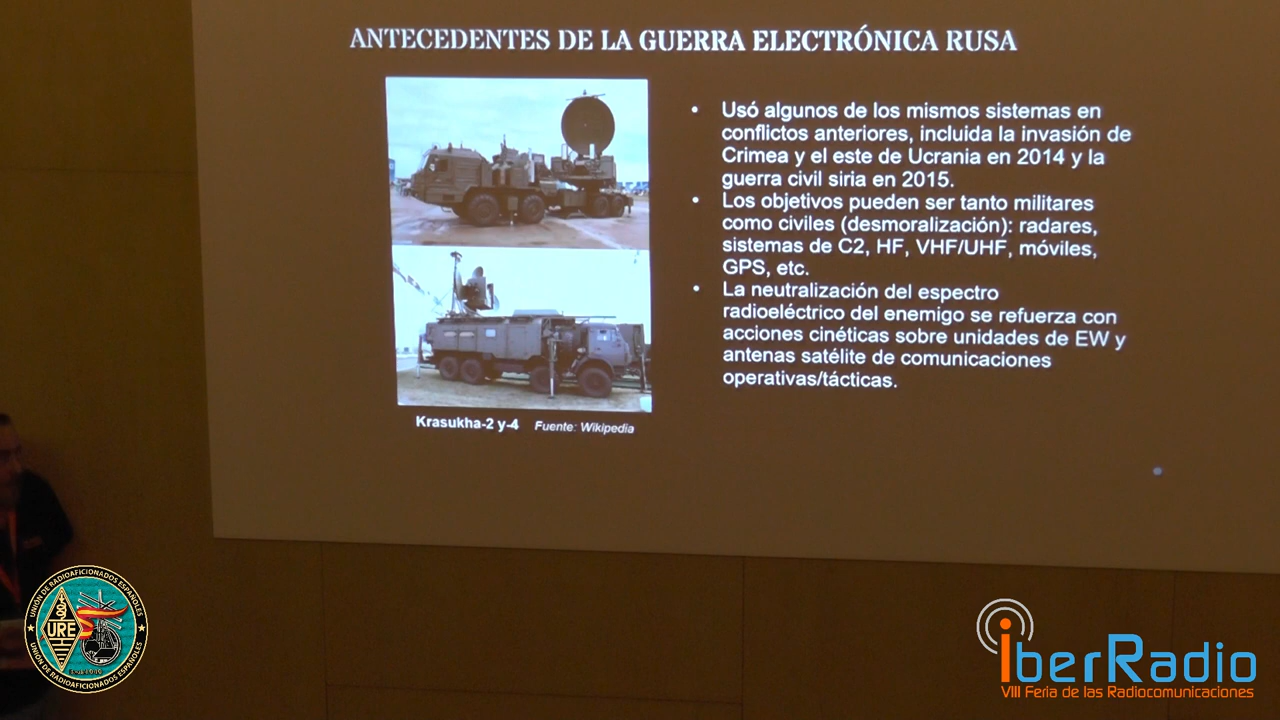 ANTECEDENTES DE LA GUERRA ELECTRÓNICA RUSA
• Usó algunos de los mismos sistemas en
conflictos anteriores, incluida la invasión de
Crimea y el este de Ucrania en 2014 y la
guerra civil siria en 2015.
• Los objetivos pueden ser tanto militares
como civiles (desmoralización): radares,
sistemas de C2, HF, VHF/UHF, móviles,
GPS, etc.
• La neutralización del espectro
radioeléctrico del enemigo se refuerza con
acciones cinéticas sobre unidades de EW y
antenas satélite de comunicaciones
operativas/tácticas.
Krasukha-2 y-4 Fuente: Wikipedia
UNIÓN DE RADIOAFICIONADOS ESPAÑOLES
URE
UNIÓN DE RADIOAFICIONADOS ESPAÑOLES
iberRadio
VIII Feria de las Radiocomunicaciones